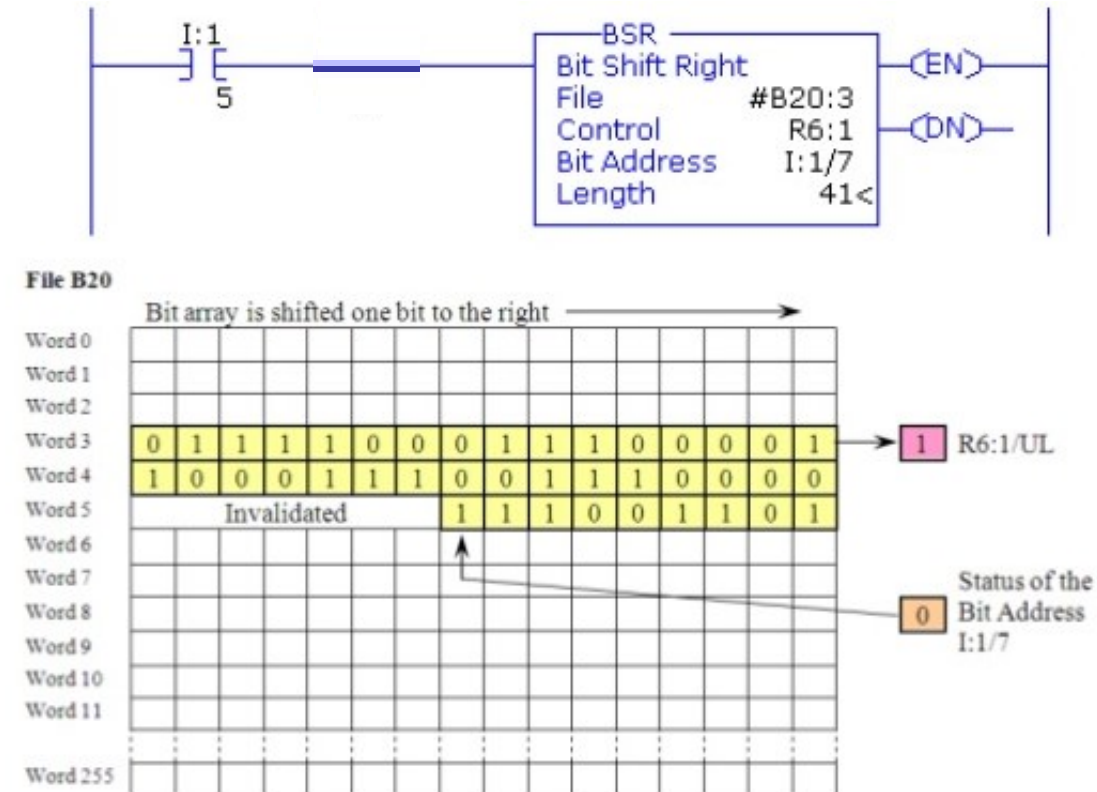 I:1
5
BSR
Bit Shift Right
File #B20:3
Control R6:1
Bit Address I:1/7
Length 41<
EN
DN
File B20
Bit array is shifted one bit to the right
Word 0
Word 1
Word 2
Word 3 0 1 1 1 1 0 0 0 1 1 1 0 0 0 0 1 1 R6:1/UL
Word 4 1 0 0 0 1 1 1 0 0 1 1 1 0 0 0 0
Word 5 Invalidated 1 1 1 0 0 1 1 0 1
Word 6
Word 7
Word 8
Word 9
Word 10
Word 11
Word 255
0
Status of the
Bit Address
I:1/7